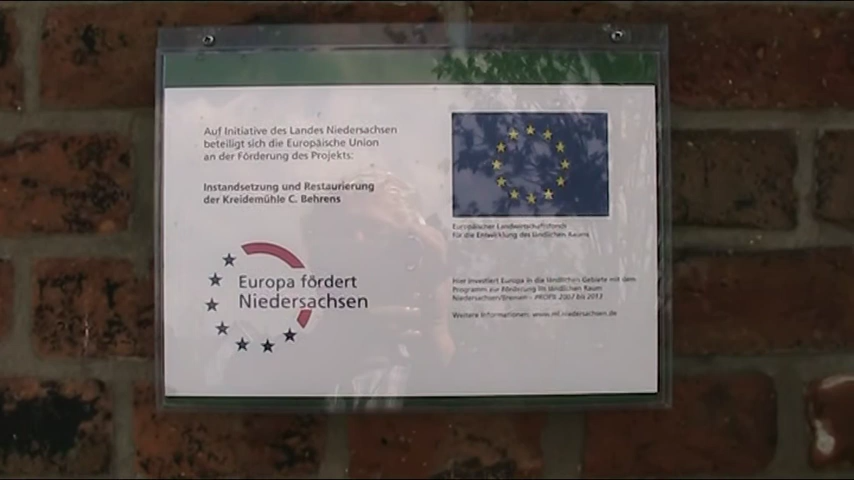 Auf Initiative des Landes Niedersachsen
beteiligt sich die Europäische Union
an der Förderung des Projekts:
Instandsetzung und Restaurierung
der Kreidemühle C. Behrens
Europa fördert
Niedersachsen
Europäischer Landwirtschaftsfonds
für die Entwicklung des ländlichen Raums
Hier investiert Europa in die ländlichen Gebiete mit dem
Programm zur Förderung im ländlichen Raum
Niedersachsen/Bremen - PROFIL 2007 bis 2013
Weitere Informationen: www.ml.niedersachsen.de